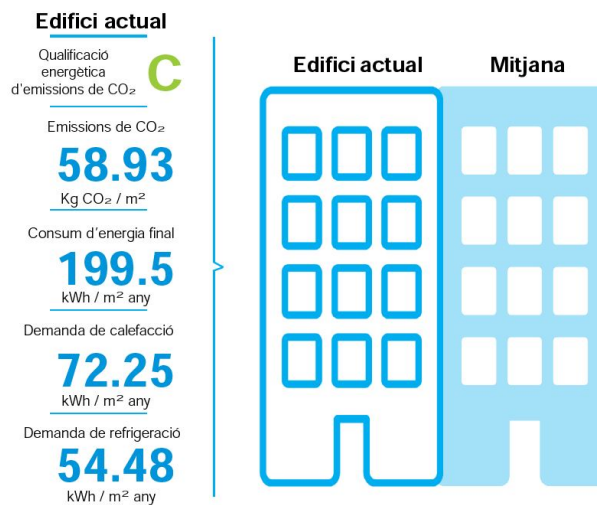 Edifici actual
Qualificació
energètica
d'emissions de CO₂
C
Emissions de CO₂
58.93
Kg CO₂ / m²
Consum d'energia final
199.5
kWh / m² any
Demanda de calefacció
72.25
kWh / m² any
Demanda de refrigeració
54.48
kWh / m² any
Edifici actual
Mitjana